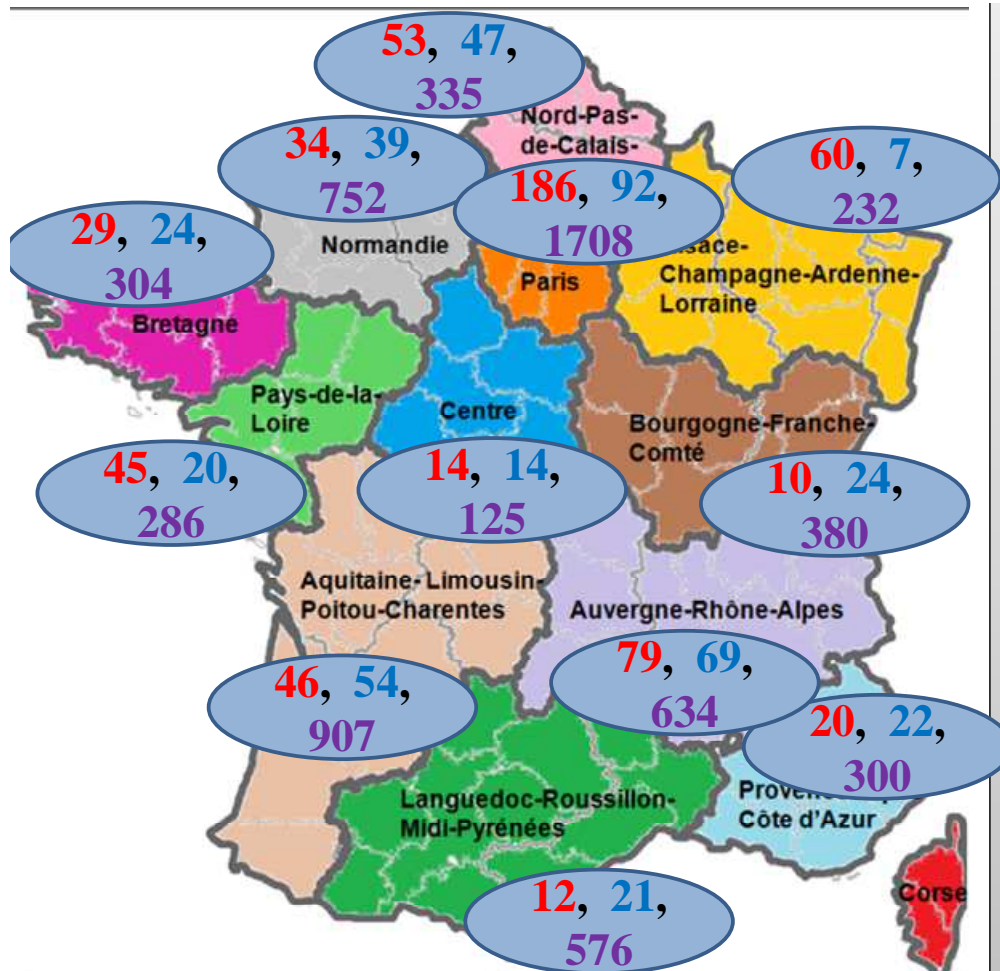 53, 47,
335
Nord-Pas-
de-Calais-
34, 39,
752
186, 92,
1708
60, 7,
232
29, 24,
304
Normandie
Paris
Champagne-Ardenne-
Lorraine
Bretagne
Pays-de-la-
Loire
Centre
Bourgogne-Franche-
Comté
45, 20,
286
14, 14,
125
10, 24,
380
Aquitaine-Limousin-
Poitou-Charentes
Auvergne-Rhône-Alpes
46, 54,
907
79, 69,
634
20, 22,
300
Languedoc-Roussillon-
Midi-Pyrénées
Côte d'Azur
Corse
12, 21,
576